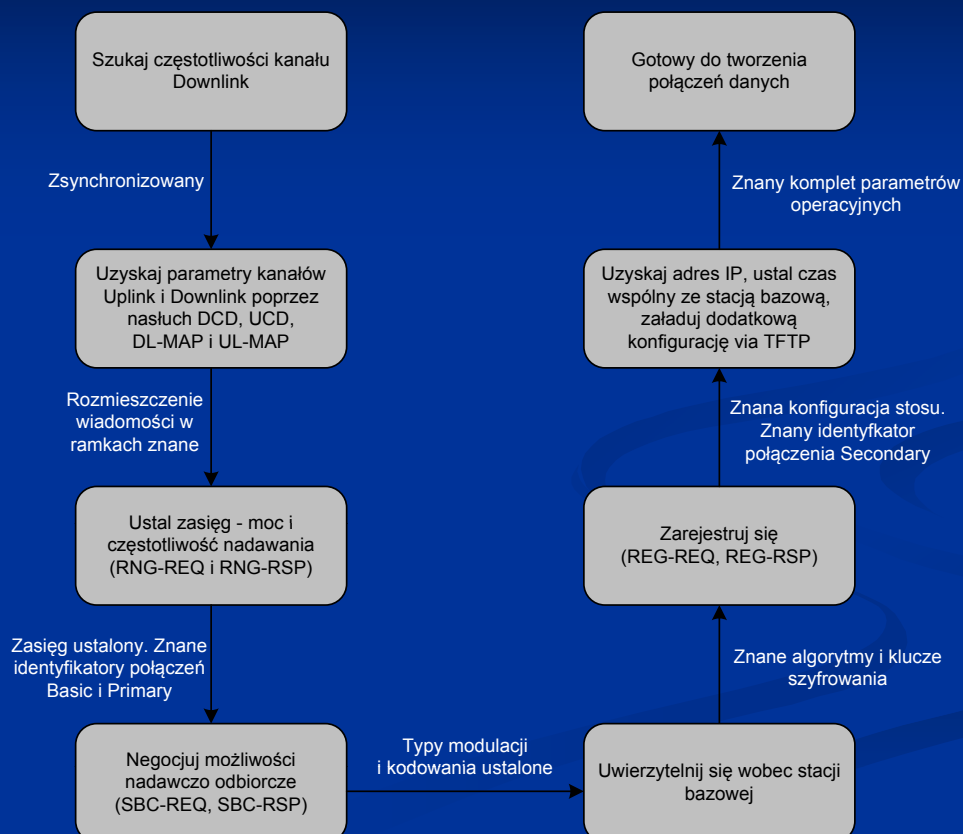 Szukaj częstotliwości kanału
Downlink
Zsynchronizowany
Uzyskaj parametry kanałów
Uplink i Downlink poprzez
nasłuch DCD, UCD,
DL-MAP i UL-MAP
Rozmieszczenie
wiadomości w
ramkach znane
Ustal zasięg - moc i
częstotliwość nadawania
(RNG-REQ i RNG-RSP)
Zasięg ustalony. Znane
identyfikatory połączeń
Basic i Primary
Negocjuj możliwości
nadawczo odbiorcze
(SBC-REQ, SBC-RSP)
Typy modulacji
i kodowania ustalone
Uwierzytelnij się wobec stacji
bazowej
Znane algorytmy i klucze
szyfrowania
Zarejestruj się
(REG-REQ, REG-RSP)
Znana konfiguracja stosu.
Znany identyfkator
połączenia Secondary
Uzyskaj adres IP, ustal czas
wspólny ze stacją bazową,
załaduj dodatkową
konfigurację via TFTP
Znany komplet parametrów
operacyjnych
Gotowy do tworzenia
połączeń danych